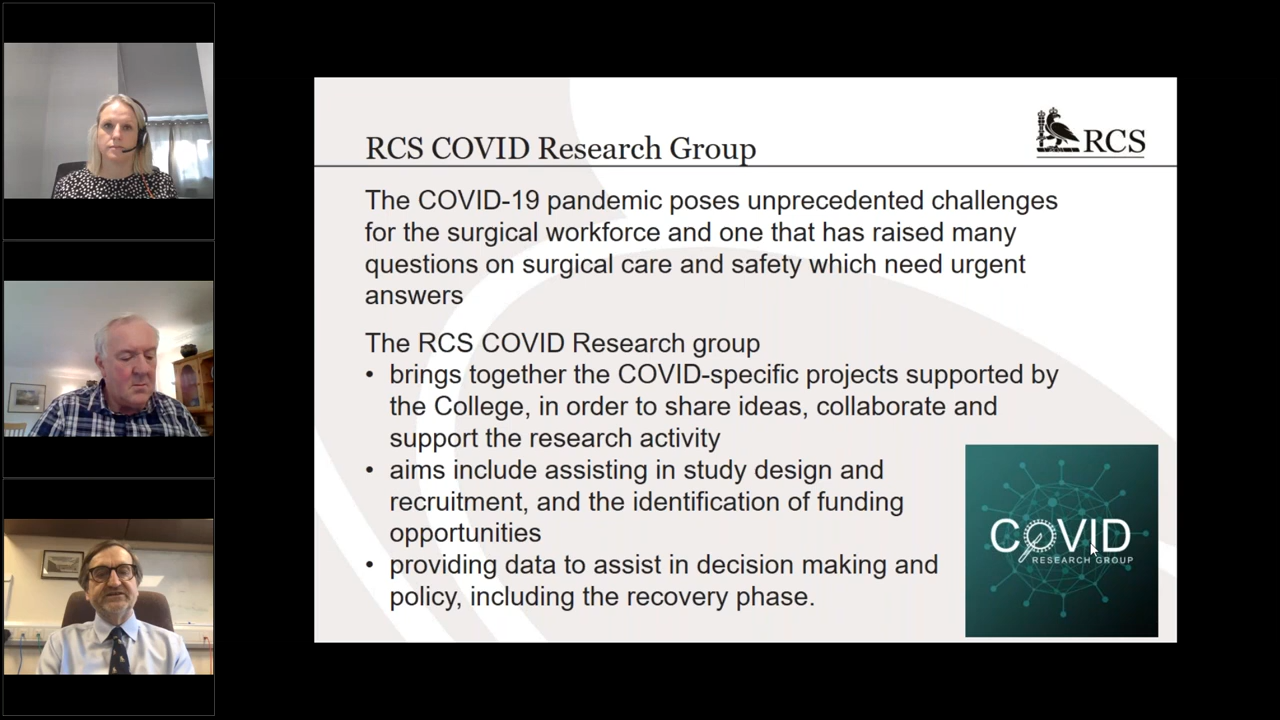 RCS COVID Research Group
RCS
The COVID-19 pandemic poses unprecedented challenges
for the surgical workforce and one that has raised many
questions on surgical care and safety which need urgent
answers
The RCS COVID Research group
• brings together the COVID-specific projects supported by
the College, in order to share ideas, collaborate and
support the research activity
• aims include assisting in study design and
recruitment, and the identification of funding
opportunities
• providing data to assist in decision making and
policy, including the recovery phase.
COVID
RESEARCH GROUP